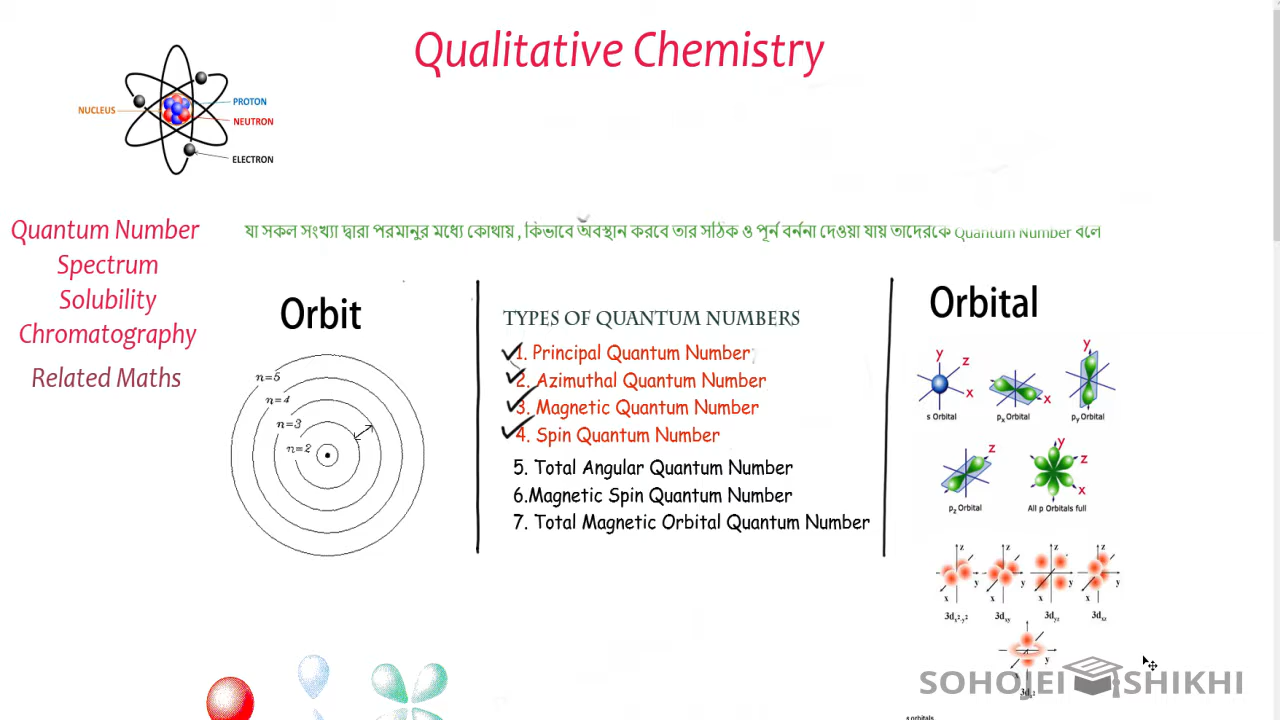 Qualitative Chemistry
NUCLEUS
PROTON
NEUTRON
ELECTRON
Quantum Number
Spectrum
Solubility
Chromatography
Related Maths
যা সকল সংখ্যা দ্বারা পরমানুর মধ্যে কোথায় , কিভাবে অবস্থান করবে তার সঠিক ও পূর্ন বর্ননা দেওয়া যায় তাদেরকে Quantum Number বলে
Orbit
n=5
n=4
n=3
n=2
TYPES OF QUANTUM NUMBERS
1. Principal Quantum Number
2. Azimuthal Quantum Number
3. Magnetic Quantum Number
4. Spin Quantum Number
5. Total Angular Quantum Number
6.Magnetic Spin Quantum Number
7. Total Magnetic Orbital Quantum Number
Orbital
y
z
x
s Orbital
x
px Orbital
y
py Orbital
z
pz Orbital
y
z
x
All p Orbitals full
z
y
x
3dx²-y²
z
y
x
3dxy
z
y
x
3dyz
z
y
x
3dxz
y
s orbitals
SOHOJEI SHIKHI